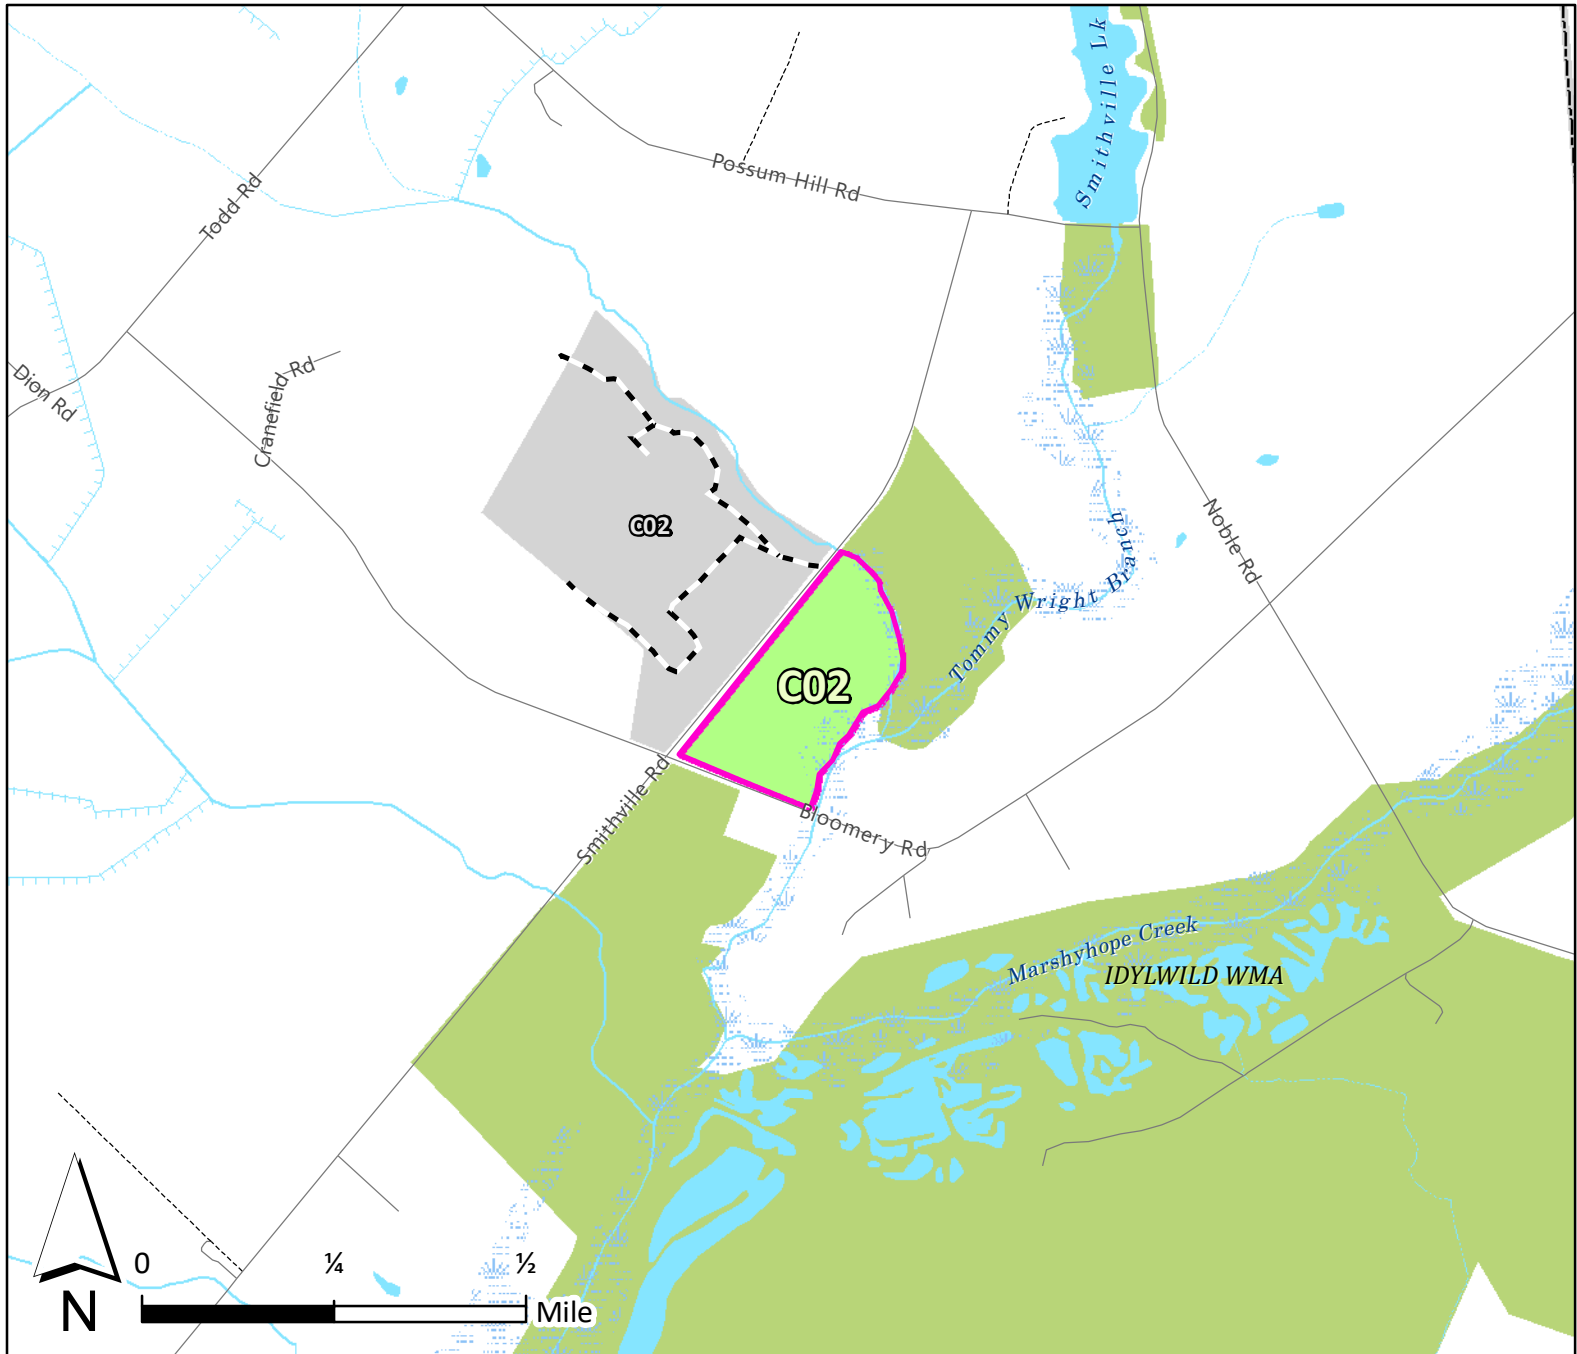 Smithville Lk
Possum Hill Rd
Todd Rd
Dion Rd
Cranefield Rd
C02
Noble Rd
Tommy Wright Branch
C02
Smithville Rd
Bloomery Rd
Marshyhope Creek
IDYLWILD WMA
N
0 ¼ ½
Mile